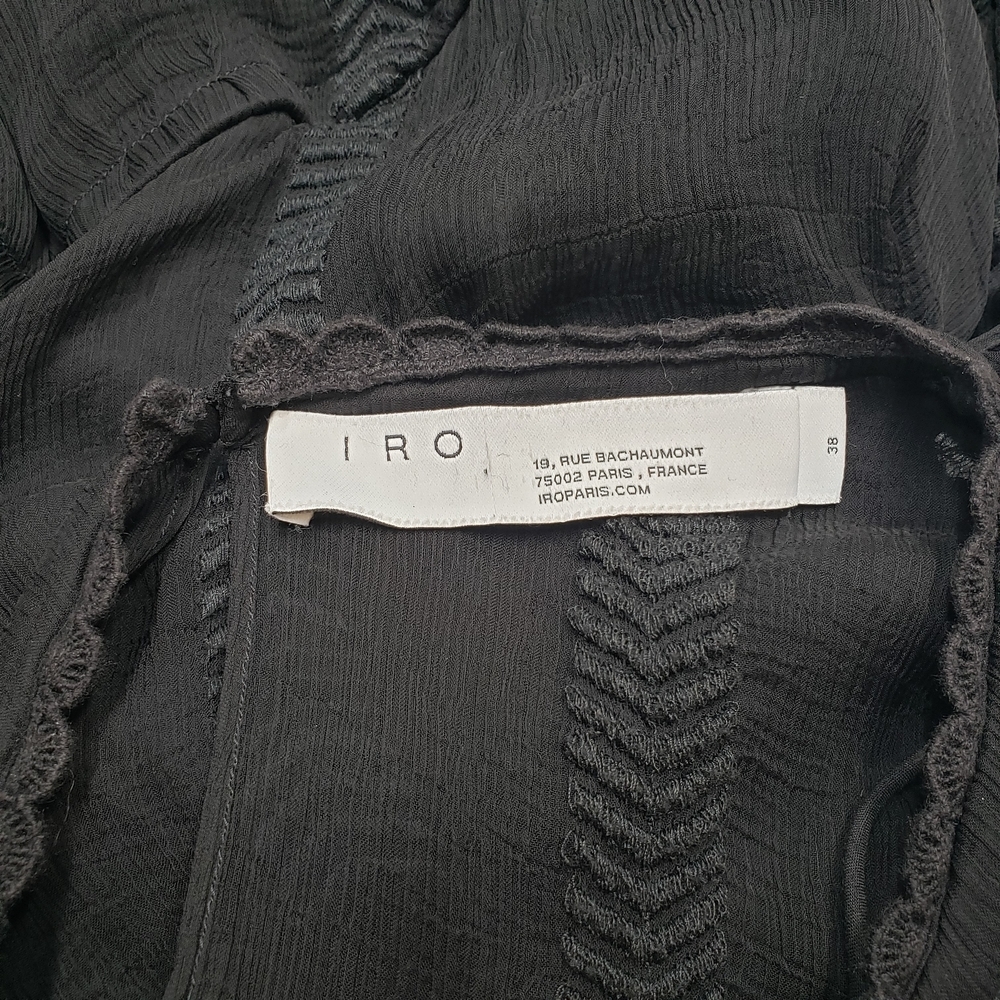 IRO
19, RUE BACHAUMONT
75002 PARIS , FRANCE
IROPARIS.COM
38